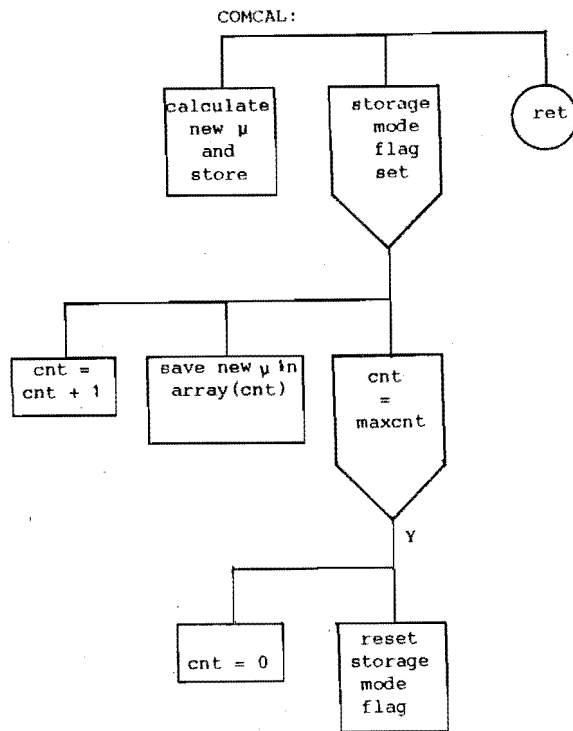 COMCAL:
calculate
new μ
and
store
storage
mode
flag
set
ret
cnt =
cnt + 1
save new μ in
array(cnt)
cnt
=
maxcnt
Y
cnt = 0
reset
storage
mode
flag